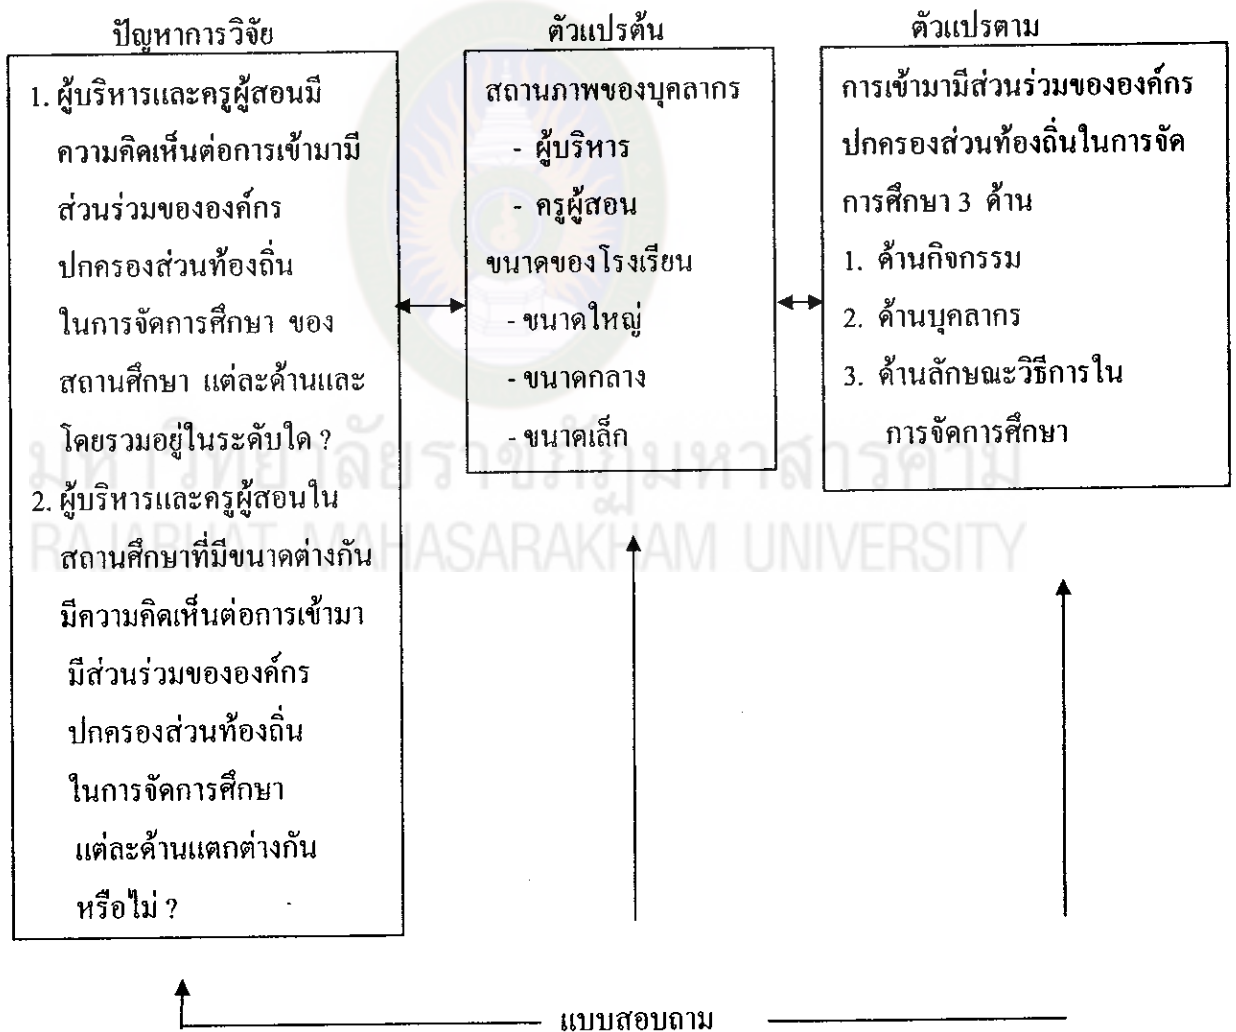 ปัญหาการวิจัย
1. ผู้บริหารและครูผู้สอนมี
ความคิดเห็นต่อการเข้ามามี
ส่วนร่วมขององค์กร
ปกครองส่วนท้องถิ่น
ในการจัดการศึกษา ของ
สถานศึกษา แต่ละด้านและ
โดยรวมอยู่ในระดับใด ?
2. ผู้บริหารและครูผู้สอนใน
สถานศึกษาที่มีขนาดต่างกัน
มีความคิดเห็นต่อการเข้ามา
มีส่วนร่วมขององค์กร
ปกครองส่วนท้องถิ่น
ในการจัดการศึกษา
แต่ละด้านแตกต่างกัน
หรือไม่ ?
ตัวแปรต้น
สถานภาพของบุคลากร
- ผู้บริหาร
- ครูผู้สอน
ขนาดของโรงเรียน
- ขนาดใหญ่
- ขนาดกลาง
- ขนาดเล็ก
ตัวแปรตาม
การเข้ามามีส่วนร่วมขององค์กร
ปกครองส่วนท้องถิ่นในการจัด
การศึกษา 3 ด้าน
1. ด้านกิจกรรม
2. ด้านบุคลากร
3. ด้านลักษณะวิธีการใน
การจัดการศึกษา
มหาวิทยาลัยราชภัฏมหาสารคาม
RAJABHAT MAHASARAKHAM UNIVERSITY
แบบสอบถาม